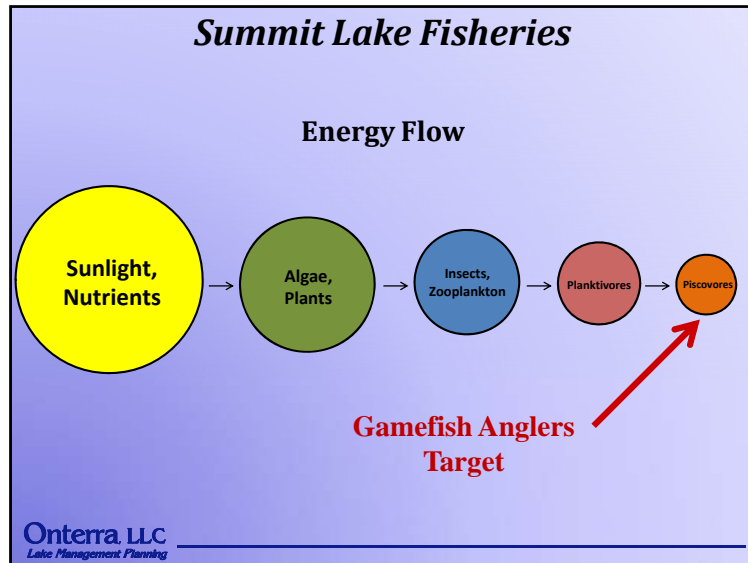 Summit Lake Fisheries
Energy Flow
Sunlight,
Nutrients
Algae,
Plants
Insects,
Zooplankton
Planktivores
Piscovores
Gamefish Anglers
Target
Onterra, LLC
Lake Management Planning